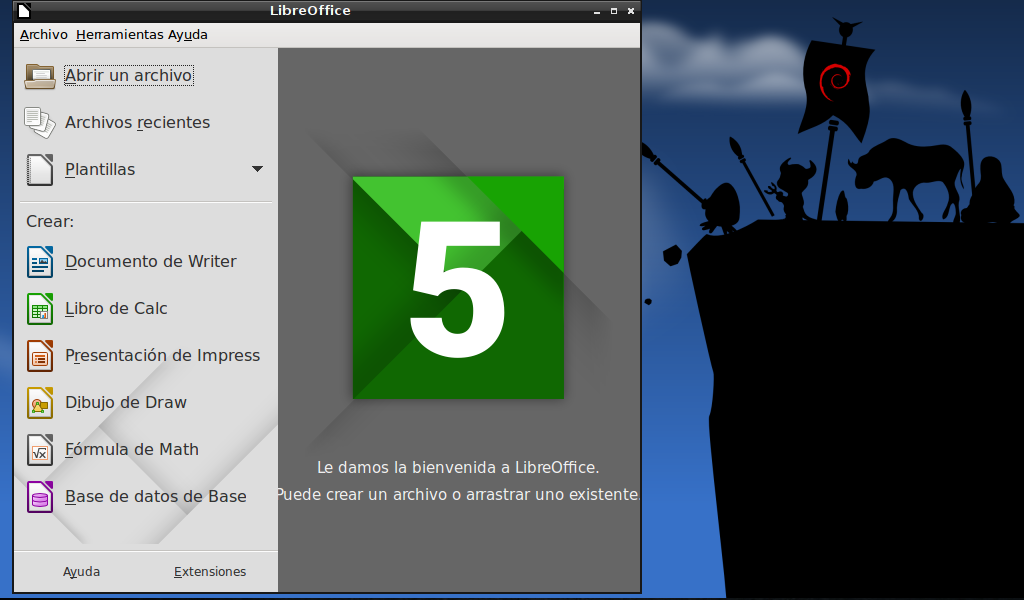 LibreOffice
Archivo Herramientas Ayuda
Abrir un archivo
Archivos recientes
Plantillas
Crear:
Documento de Writer
Libro de Calc
Presentación de Impress
Dibujo de Draw
Fórmula de Math
Base de datos de Base
Ayuda Extensiones
5
Le damos la bienvenida a LibreOffice.
Puede crear un archivo o arrastrar uno existente.